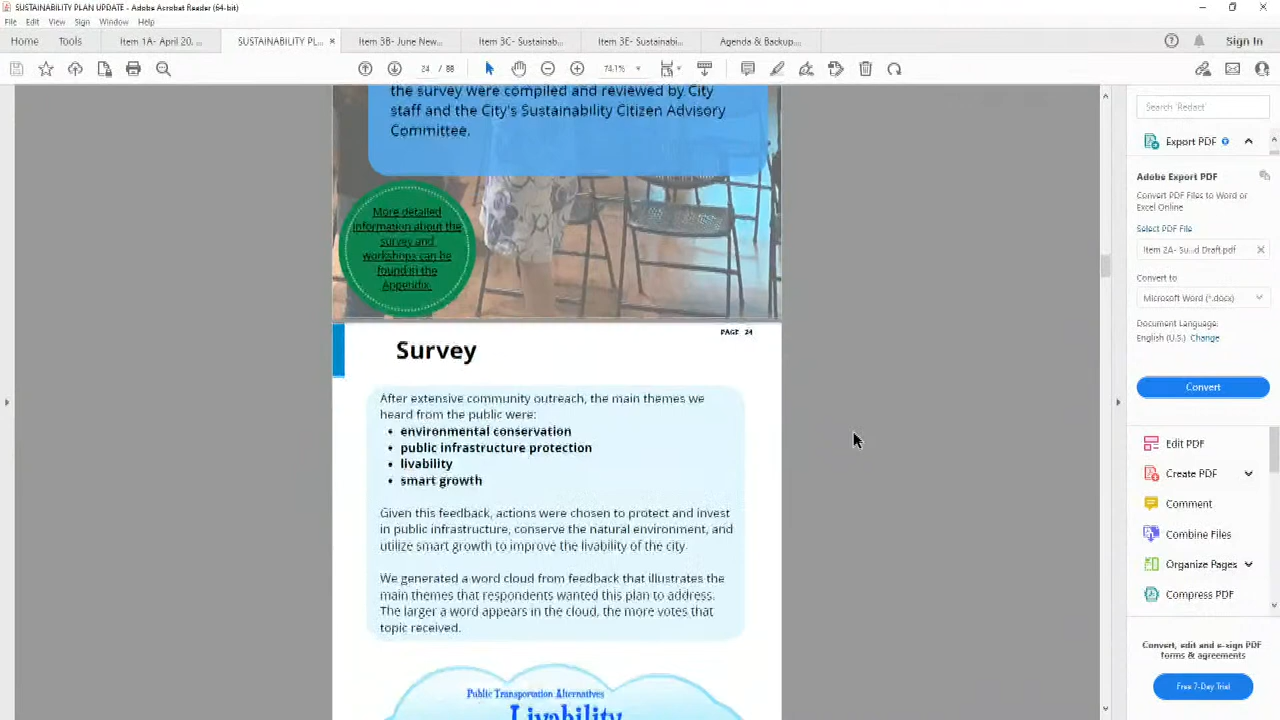 SUSTAINABILITY PLAN UPDATE - Adobe Acrobat Reader (64-bit)
File Edit View Sign Window Help
Home Tools Item 1A- April 20, ... SUSTAINABILITY PL... × Item 3B- June New... Item 3C- Sustainab... Item 3E- Sustainabi... Agenda & Backup... Sign In
24 / 88 74.1%
the survey were compiled and reviewed by City
staff and the City's Sustainability Citizen Advisory
Committee.
More detailed
information about the
survey and
workshops can be
found in the
Appendix.
PAGE 24
Survey
After extensive community outreach, the main themes we
heard from the public were:
• environmental conservation
• public infrastructure protection
• livability
• smart growth
Given this feedback, actions were chosen to protect and invest
in public infrastructure, conserve the natural environment, and
utilize smart growth to improve the livability of the city.
We generated a word cloud from feedback that illustrates the
main themes that respondents wanted this plan to address.
The larger a word appears in the cloud, the more votes that
topic received.
Public Transportation Alternatives
Livability
Search 'Redact'
Export PDF
Adobe Export PDF
Convert PDF Files to Word or
Excel Online
Select PDF File
Item 2A- Su...d Draft.pdf
Convert to
Microsoft Word (*.docx)
Document Language:
English (U.S.) Change
Convert
Edit PDF
Create PDF
Comment
Combine Files
Organize Pages
Compress PDF
Convert, edit and e-sign PDF
forms & agreements
Free 7-Day Trial